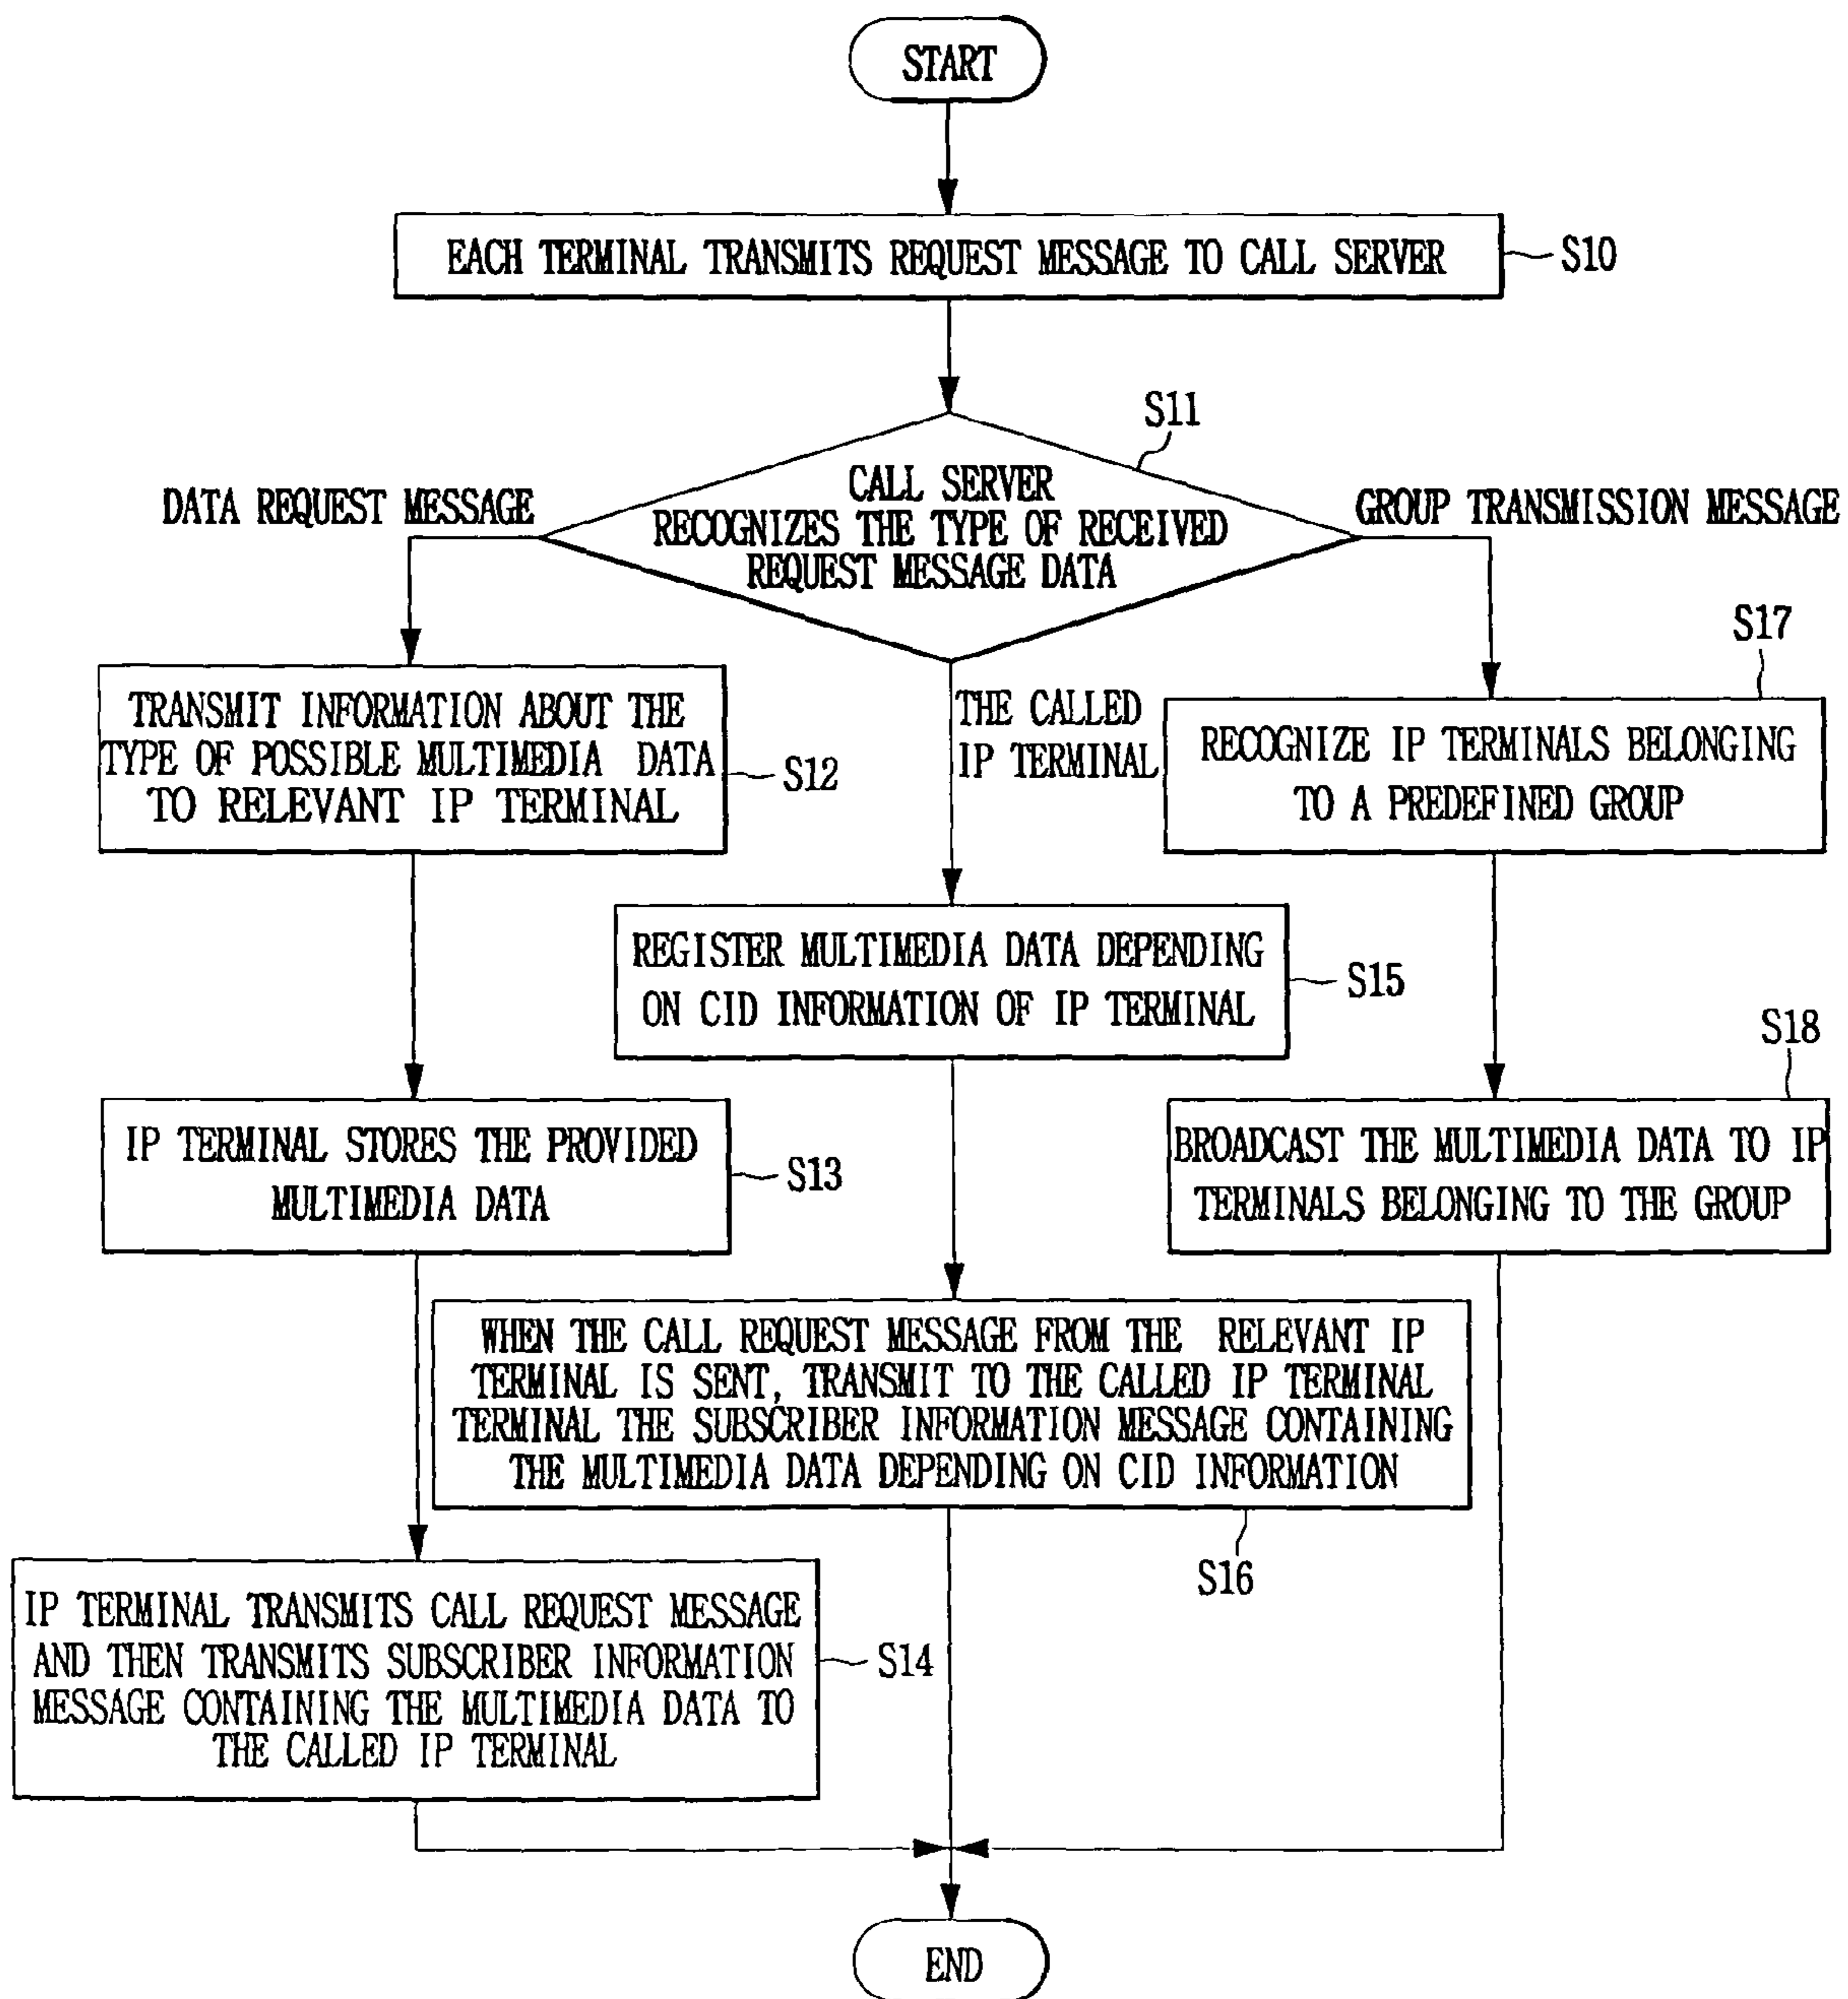 START
EACH TERMINAL TRANSMITS REQUEST MESSAGE TO CALL SERVER
S10
S11
CALL SERVER
RECOGNIZES THE TYPE OF RECEIVED
REQUEST MESSAGE DATA
DATA REQUEST MESSAGE
GROUP TRANSMISSION MESSAGE
THE CALLED
IP TERMINAL
TRANSMIT INFORMATION ABOUT THE
TYPE OF POSSIBLE MULTIMEDIA DATA
TO RELEVANT IP TERMINAL
S12
S17
RECOGNIZE IP TERMINALS BELONGING
TO A PREDEFINED GROUP
REGISTER MULTIMEDIA DATA DEPENDING
ON CID INFORMATION OF IP TERMINAL
S15
S18
IP TERMINAL STORES THE PROVIDED
MULTIMEDIA DATA
S13
BROADCAST THE MULTIMEDIA DATA TO IP
TERMINALS BELONGING TO THE GROUP
WHEN THE CALL REQUEST MESSAGE FROM THE RELEVANT IP
TERMINAL IS SENT, TRANSMIT TO THE CALLED IP TERMINAL
TERMINAL THE SUBSCRIBER INFORMATION MESSAGE CONTAINING
THE MULTIMEDIA DATA DEPENDING ON CID INFORMATION
S16
IP TERMINAL TRANSMITS CALL REQUEST MESSAGE
AND THEN TRANSMITS SUBSCRIBER INFORMATION
MESSAGE CONTAINING THE MULTIMEDIA DATA TO
THE CALLED IP TERMINAL
S14
END